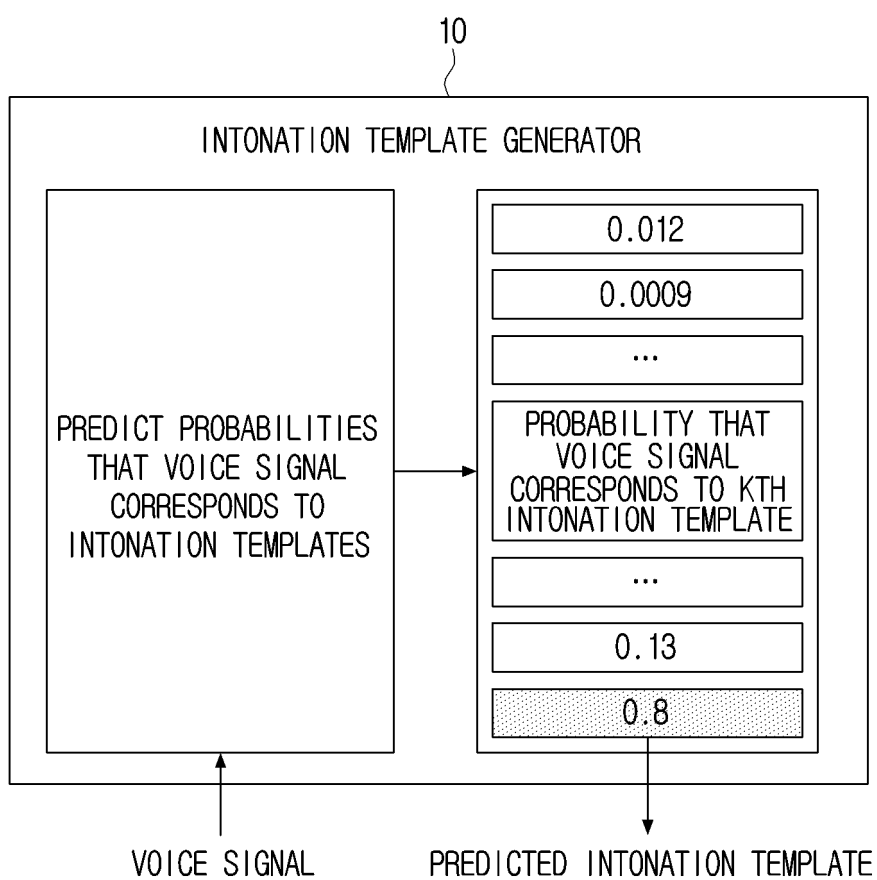 10
INTONATION TEMPLATE GENERATOR
PREDICT PROBABILITIES
THAT VOICE SIGNAL
CORRESPONDS TO
INTONATION TEMPLATES
0.012
0.0009
...
PROBABILITY THAT
VOICE SIGNAL
CORRESPONDS TO KTH
INTONATION TEMPLATE
...
0.13
0.8
VOICE SIGNAL
PREDICTED INTONATION TEMPLATE